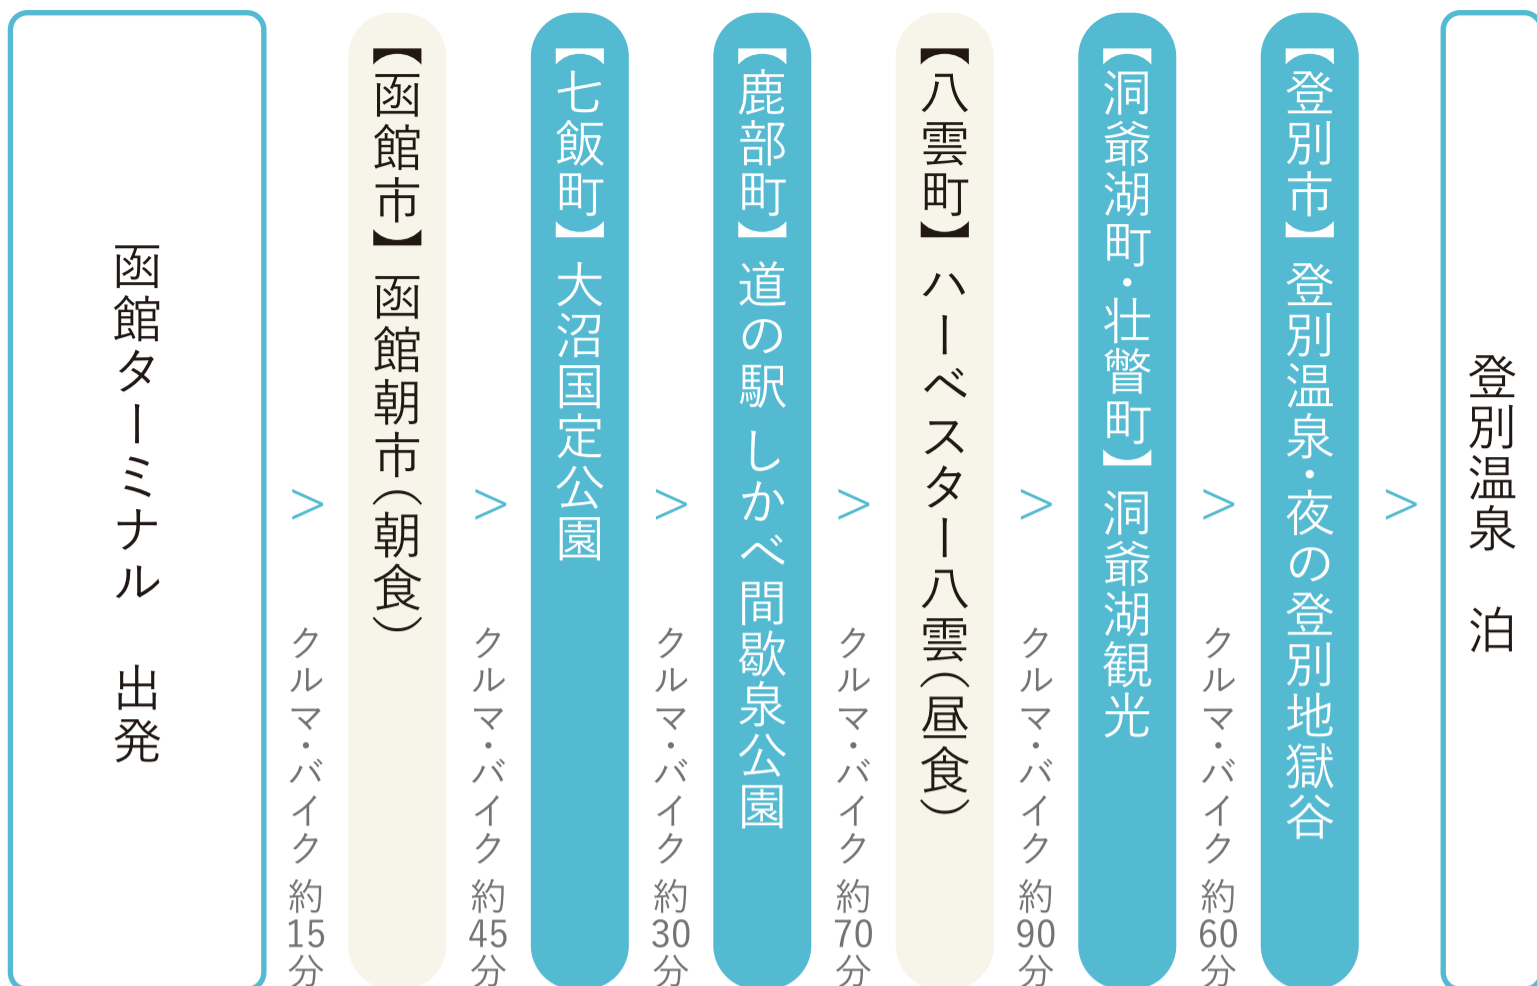 函館ターミナル　出発
>
クルマ・バイク 約15分
【函館市】函館朝市（朝食）
>
クルマ・バイク 約45分
【七飯町】大沼国定公園
>
クルマ・バイク 約30分
【鹿部町】道の駅 しかべ間歇泉公園
>
クルマ・バイク 約70分
【八雲町】ハーベスター八雲（昼食）
>
クルマ・バイク 約90分
【洞爺湖町・壮瞥町】洞爺湖観光
>
クルマ・バイク 約60分
【登別市】登別温泉・夜の登別地獄谷
>
登別温泉　泊